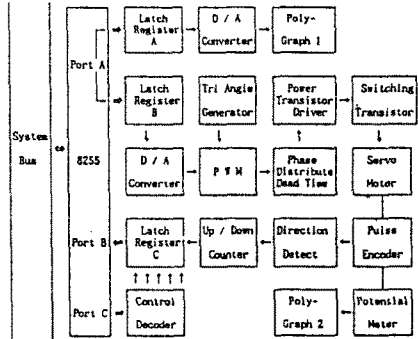 Latch
Register
A
D / A
Converter
Poly-
Graph 1
Port A
Latch
Register
B
Tri Angle
Generator
Power
Transistor
Driver
Switching
Transistor
System
Bus
8255
D / A
Converter
P W M
Phase
Distribute
Dead Time
Servo
Motor
Port B
Latch
Register
C
Up / Down
Counter
Direction
Detect
Pulse
Encoder
Port C
Control
Decoder
Poly-
Graph 2
Potential
Meter